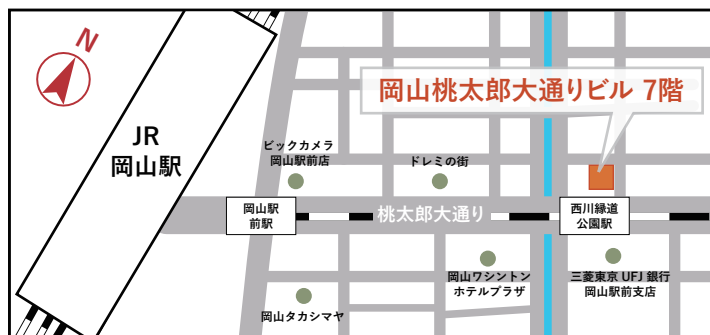 N
岡山桃太郎大通りビル 7階
JR
岡山駅
ビックカメラ
岡山駅前店
ドレミの街
岡山駅
前駅
桃太郎大通り
西川緑道
公園駅
岡山ワシントン
ホテルプラザ
三菱東京 UFJ 銀行
岡山駅前支店
岡山タカシマヤ